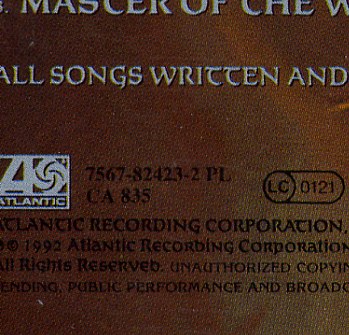 MASTER OF THE W
ALL SONGS WRITTEN AND
ATLANTIC
7567-82423-2 PL
CA 835
LC 0121
ATLANTIC RECORDING CORPORATION,
℗© 1992 Atlantic Recording Corporation
All Rights Reserved. UNAUTHORIZED COPYIN
LENDING, PUBLIC PERFORMANCE AND BROADC